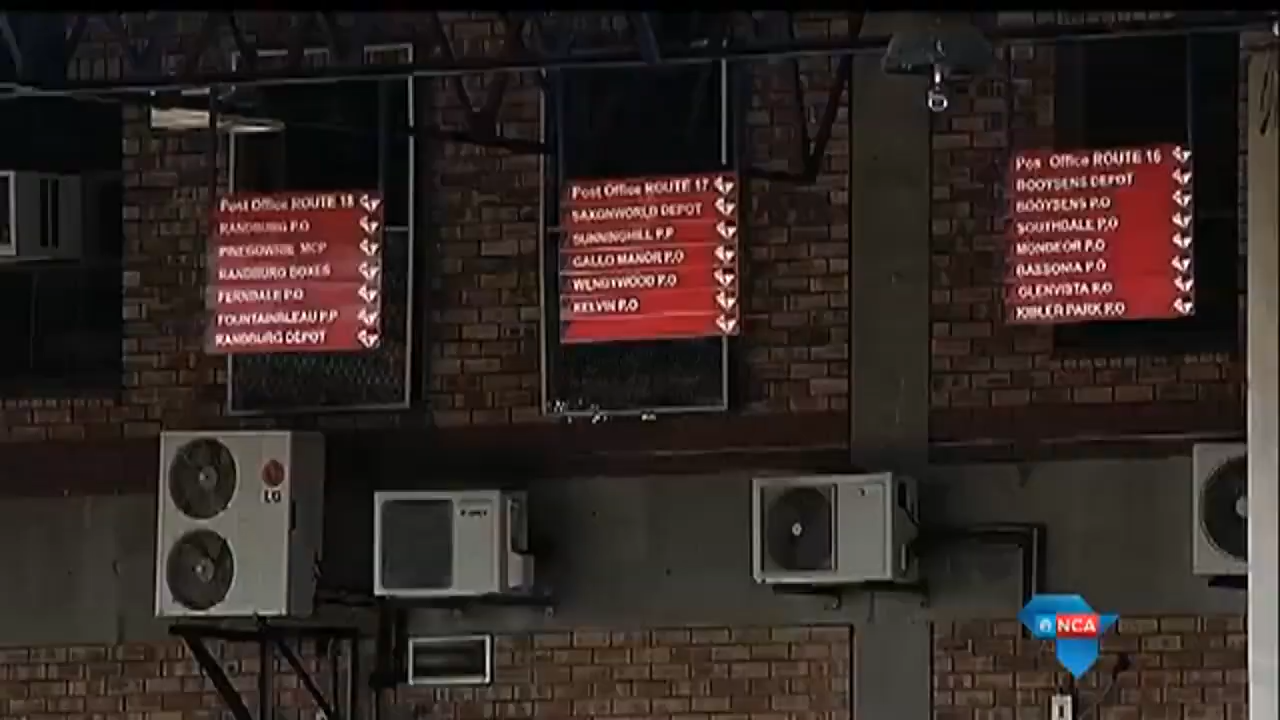 Post Office ROUTE 18
RANDBURG P.O
PINEGOWRIE MCP
RANDBURG BOXES
FERNDALE P.O
FOUNTAINBLEAU P.P
RANDBURG DEPOT
Post Office ROUTE 17
SAXONWORLD DEPOT
SUNNINGHILL P.P
GALLO MANOR P.O
WENDYWOOD P.O
KELVIN P.O
Pos Office ROUTE 16
BOOYSENS DEPOT
BOOYSENS P.O
SOUTHDALE P.O
MONDEOR P.O
BASSONIA P.O
GLENVISTA P.O
KIBLER PARK P.O
LG
eNCA